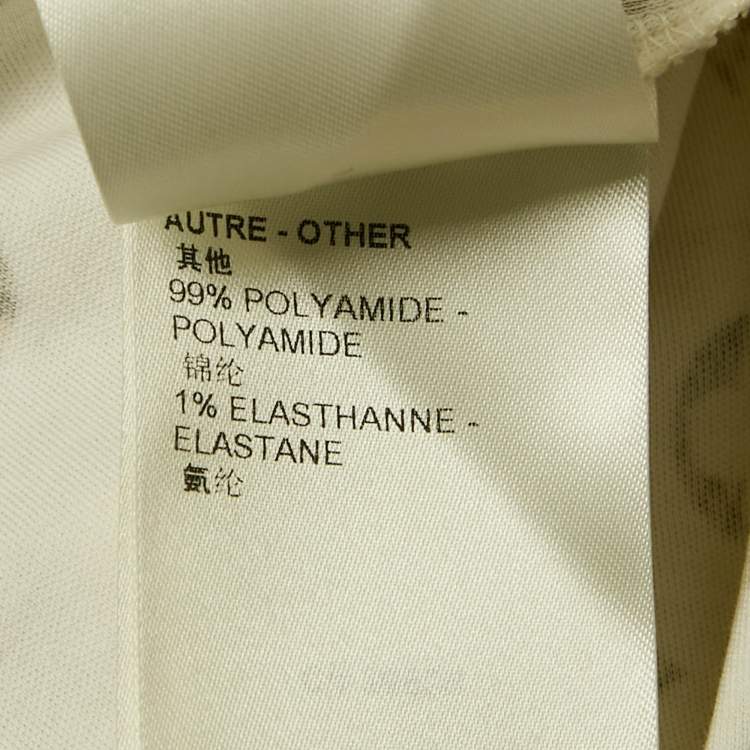 AUTRE - OTHER
其他
99% POLYAMIDE -
POLYAMIDE
锦纶
1% ELASTHANNE -
ELASTANE
氨纶